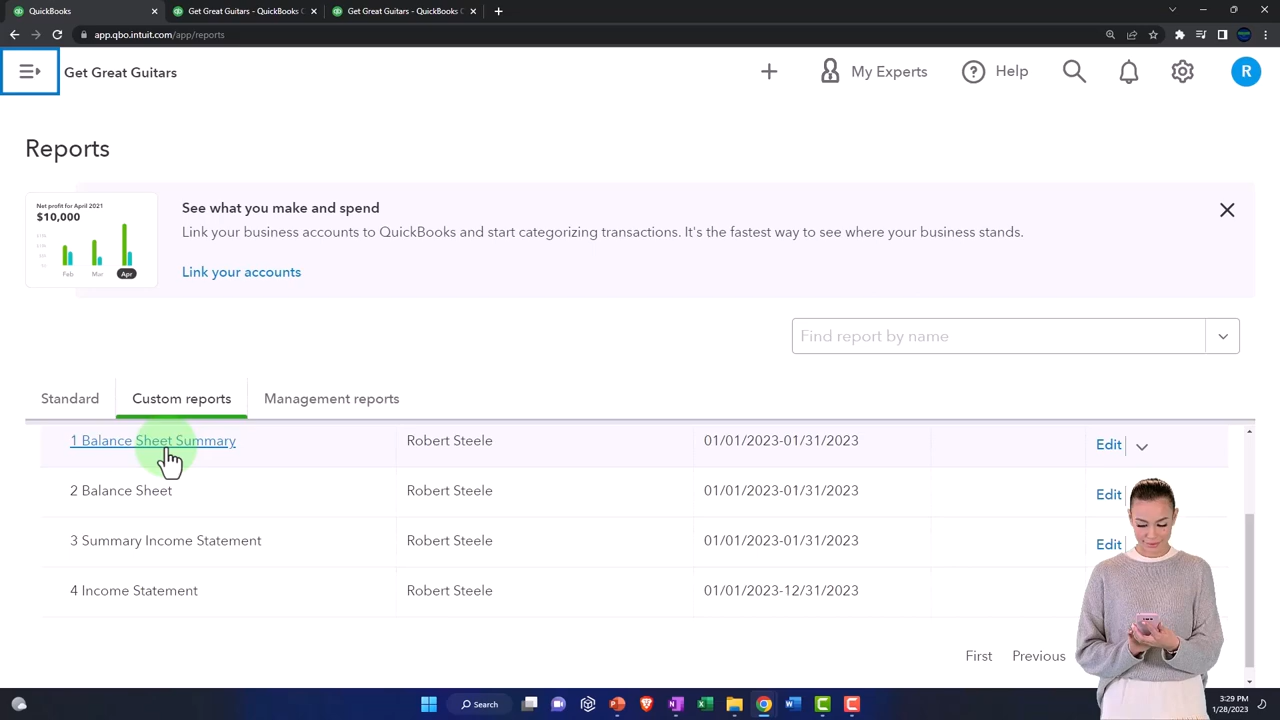 QuickBooks
Get Great Guitars - QuickBooks C
Get Great Guitars - QuickBooks C
app.qbo.intuit.com/app/reports
Get Great Guitars
My Experts
Help
R
Reports
Net profit for April 2021
$10,000
Feb
Mar
Apr
See what you make and spend
Link your business accounts to QuickBooks and start categorizing transactions. It's the fastest way to see where your business stands.
Link your accounts
Find report by name
Standard
Custom reports
Management reports
1 Balance Sheet Summary Robert Steele 01/01/2023-01/31/2023 Edit
2 Balance Sheet Robert Steele 01/01/2023-01/31/2023 Edit
3 Summary Income Statement Robert Steele 01/01/2023-01/31/2023 Edit
4 Income Statement Robert Steele 01/01/2023-12/31/2023
First Previous
Search
3:29 PM
1/28/2023